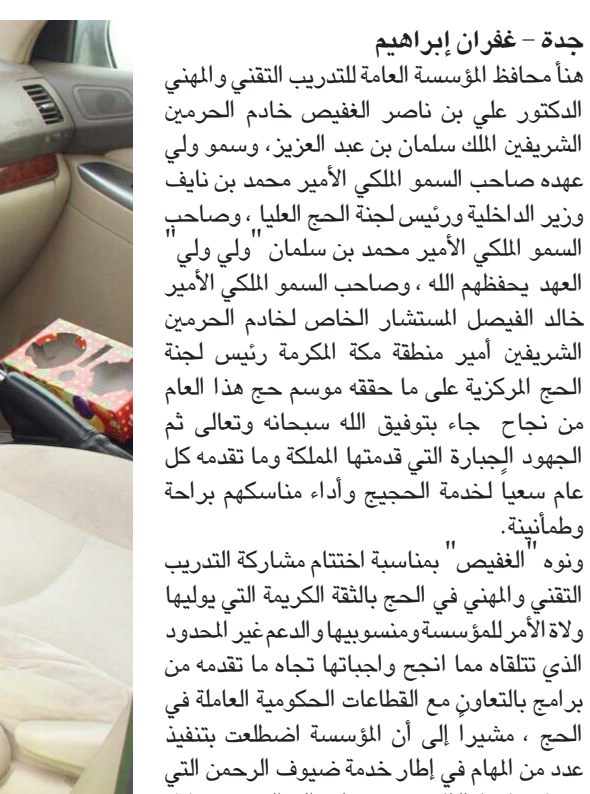 جدة – غفران إبراهيم
هنأ محافظ المؤسسة العامة للتدريب التقني والمهني
الدكتور علي بن ناصر الغفيص خادم الحرمين
الشريفين الملك سلمان بن عبد العزيز، وسمو ولي
عهده صاحب السمو الملكي الأمير محمد بن نايف
وزير الداخلية ورئيس لجنة الحج العليا ، وصاحب
السمو الملكي الأمير محمد بن سلمان "ولي ولي"
العهد يحفظهم الله ، وصاحب السمو الملكي الأمير
خالد الفيصل المستشار الخاص لخادم الحرمين
الشريفين أمير منطقة مكة المكرمة رئيس لجنة
الحج المركزية على ما حققه موسم حج هذا العام
من نجاح جاء بتوفيق الله سبحانه وتعالى ثم
الجهود الجبارة التي قدمتها المملكة وما تقدمه كل
عام سعياً لخدمة الحجيج وأداء مناسكهم براحة
وطمأنينة.
ونوه "الغفيص" بمناسبة اختتام مشاركة التدريب
التقني والمهني في الحج بالثقة الكريمة التي يوليها
ولاة الأمر للمؤسسة ومنسوبيها والدعم غير المحدود
الذي تتلقاه مما انجح واجباتها تجاه ما تقدمه من
برامج بالتعاون مع القطاعات الحكومية العاملة في
الحج ، مشيراً إلى أن المؤسسة اضطلعت بتنفيذ
عدد من المهام في إطار خدمة ضيوف الرحمن التي